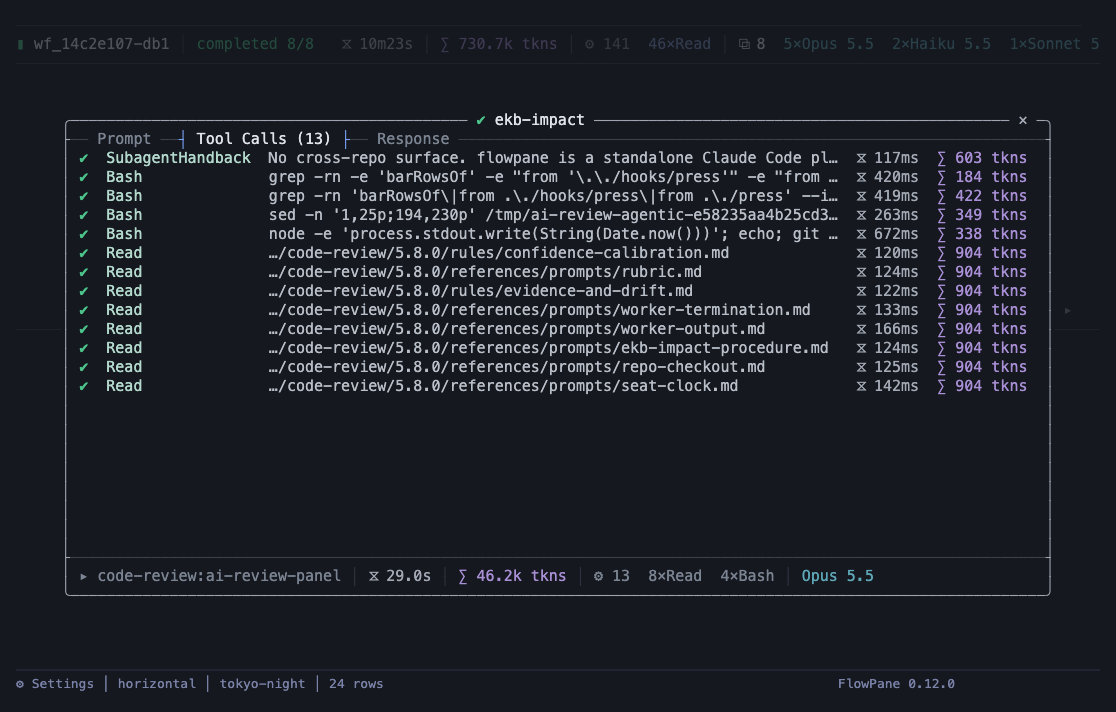 ▮ wf_14c2e107-db1 │ completed 8/8 ⧖ 10m23s │ ∑ 730.7k tkns │ ⚙ 141 46×Read │ 8 5×Opus 5.5 2×Haiku 5.5 1×Sonnet 5
✔ ekb-impact ×
Prompt Tool Calls (13) Response
✔ SubagentHandback No cross-repo surface. flowpane is a standalone Claude Code pl… ⧖ 117ms ∑ 603 tkns
✔ Bash grep -rn -e 'barRowsOf' -e "from '\.\./hooks/press'" -e "from … ⧖ 420ms ∑ 184 tkns
✔ Bash grep -rn 'barRowsOf\|from .\./hooks/press\|from .\./press' --i… ⧖ 419ms ∑ 422 tkns
✔ Bash sed -n '1,25p;194,230p' /tmp/ai-review-agentic-e58235aa4b25cd3… ⧖ 263ms ∑ 349 tkns
✔ Bash node -e 'process.stdout.write(String(Date.now()))'; echo; git … ⧖ 672ms ∑ 338 tkns
✔ Read …/code-review/5.8.0/rules/confidence-calibration.md ⧖ 120ms ∑ 904 tkns
✔ Read …/code-review/5.8.0/references/prompts/rubric.md ⧖ 124ms ∑ 904 tkns
✔ Read …/code-review/5.8.0/rules/evidence-and-drift.md ⧖ 122ms ∑ 904 tkns
✔ Read …/code-review/5.8.0/references/prompts/worker-termination.md ⧖ 133ms ∑ 904 tkns
✔ Read …/code-review/5.8.0/references/prompts/worker-output.md ⧖ 166ms ∑ 904 tkns
✔ Read …/code-review/5.8.0/references/prompts/ekb-impact-procedure.md ⧖ 124ms ∑ 904 tkns
✔ Read …/code-review/5.8.0/references/prompts/repo-checkout.md ⧖ 125ms ∑ 904 tkns
✔ Read …/code-review/5.8.0/references/prompts/seat-clock.md ⧖ 142ms ∑ 904 tkns
▸ code-review:ai-review-panel │ ⧖ 29.0s │ ∑ 46.2k tkns │ ⚙ 13 8×Read 4×Bash │ Opus 5.5
⚙ Settings │ horizontal │ tokyo-night │ 24 rows FlowPane 0.12.0